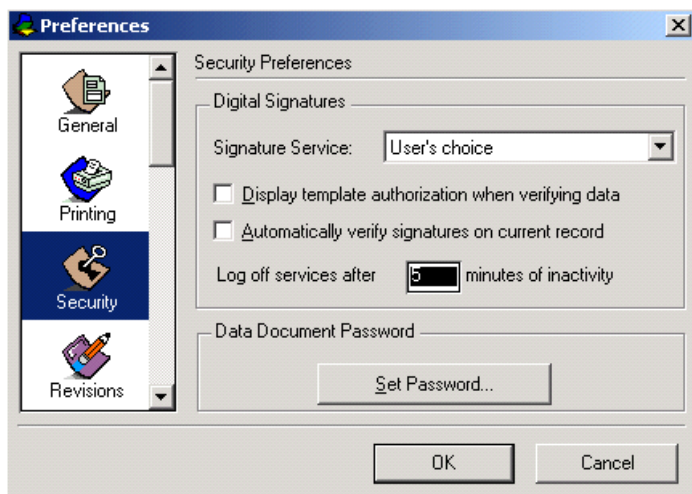 Preferences
General
Printing
Security
Revisions
Security Preferences
Digital Signatures
Signature Service: User's choice
Display template authorization when verifying data
Automatically verify signatures on current record
Log off services after 5 minutes of inactivity
Data Document Password
Set Password...
OK Cancel